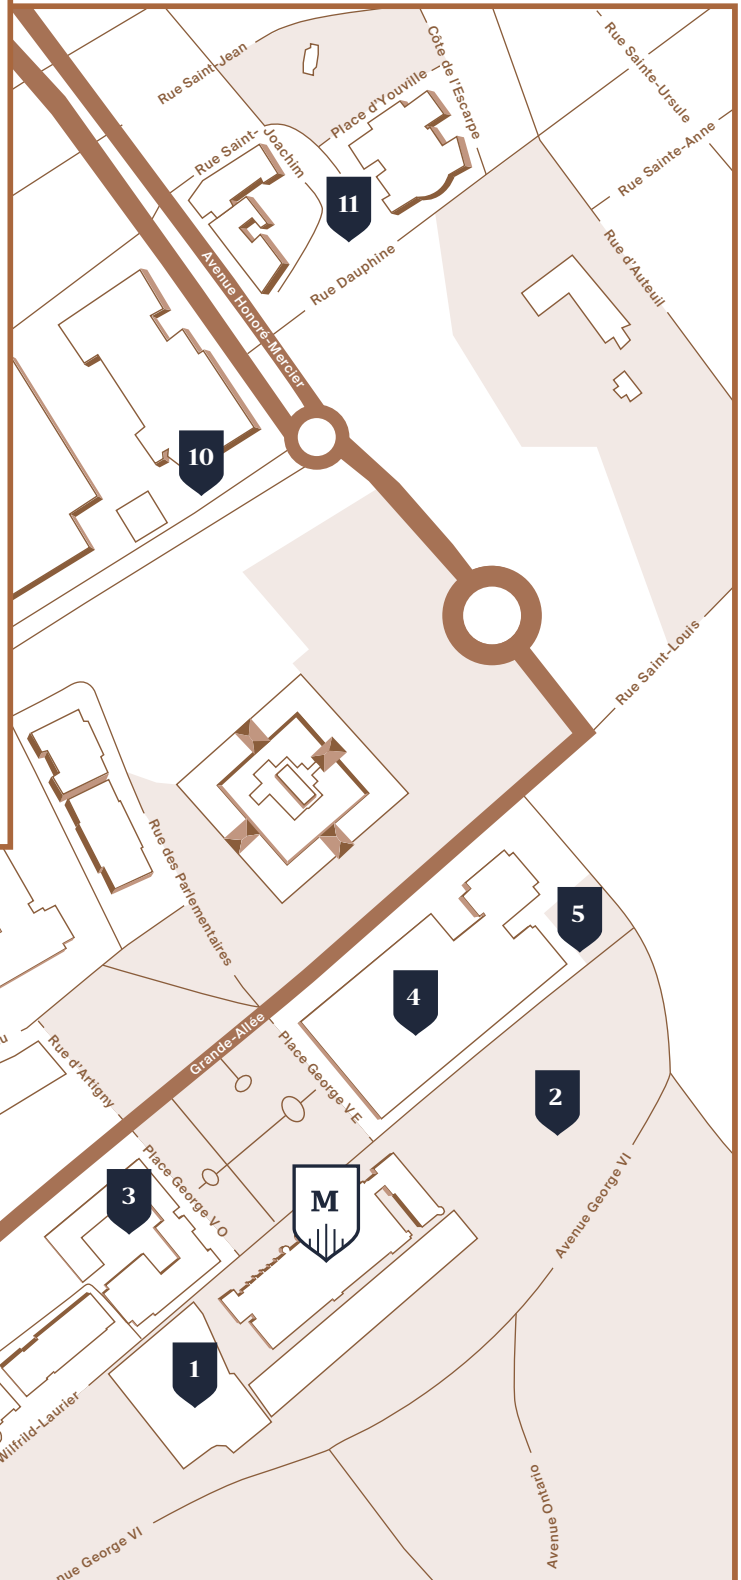 Rue Saint-Jean
Côte de l'Escarpe
Rue Sainte-Ursule
Place d'Youville
Rue Saint-Joachim
Rue Sainte-Anne
11
Rue d'Auteuil
Rue Dauphine
Avenue Honoré-Mercier
10
Rue Saint-Louis
Rue des Parlementaires
5
4
Grande-Allée
Place George V E
Rue d'Artigny
2
Place George V O
3
M
Avenue George VI
1
Wilfrild-Laurier
Avenue Ontario
nue George VI
u